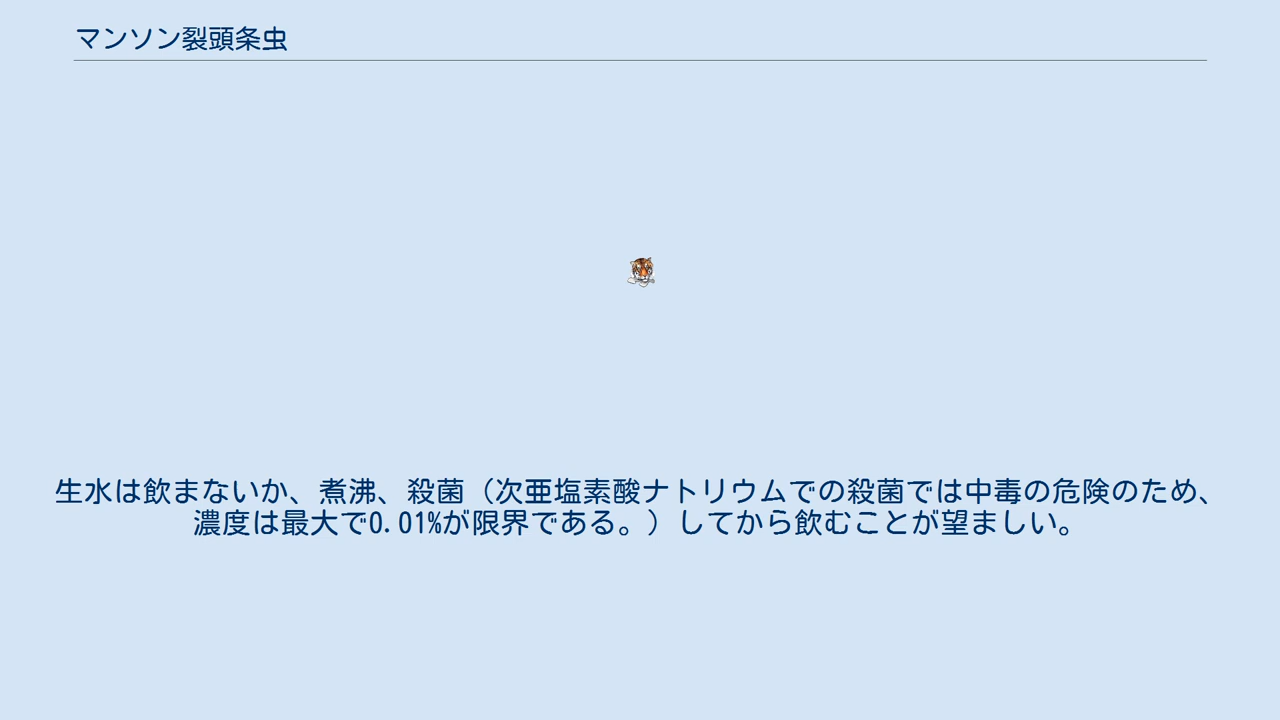 マンソン裂頭条虫
生水は飲まないか、煮沸、殺菌（次亜塩素酸ナトリウムでの殺菌では中毒の危険のため、
濃度は最大で0.01%が限界である。）してから飲むことが望ましい。